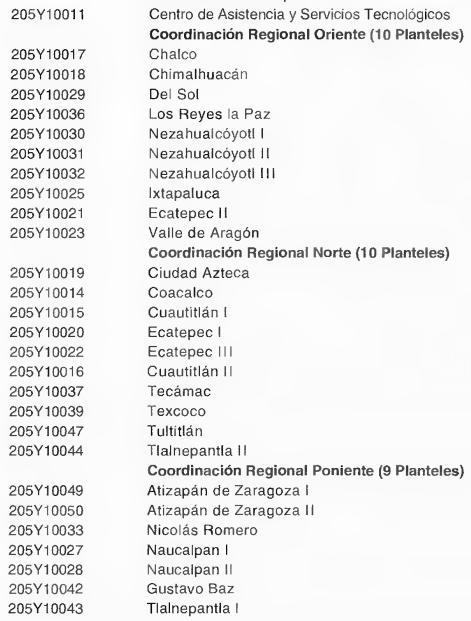 205Y10011 Centro de Asistencia y Servicios Tecnológicos
Coordinación Regional Oriente (10 Planteles)
205Y10017 Chalco
205Y10018 Chimalhuacán
205Y10029 Del Sol
205Y10036 Los Reyes la Paz
205Y10030 Nezahualcóyotl I
205Y10031 Nezahualcóyotl II
205Y10032 Nezahualcóyotl III
205Y10025 Ixtapaluca
205Y10021 Ecatepec II
205Y10023 Valle de Aragón
Coordinación Regional Norte (10 Planteles)
205Y10019 Ciudad Azteca
205Y10014 Coacalco
205Y10015 Cuautitlán I
205Y10020 Ecatepec I
205Y10022 Ecatepec III
205Y10016 Cuautitlán II
205Y10037 Tecámac
205Y10039 Texcoco
205Y10047 Tultitlán
205Y10044 Tlalnepantla II
Coordinación Regional Poniente (9 Planteles)
205Y10049 Atizapán de Zaragoza I
205Y10050 Atizapán de Zaragoza II
205Y10033 Nicolás Romero
205Y10027 Naucalpan I
205Y10028 Naucalpan II
205Y10042 Gustavo Baz
205Y10043 Tlalnepantla I